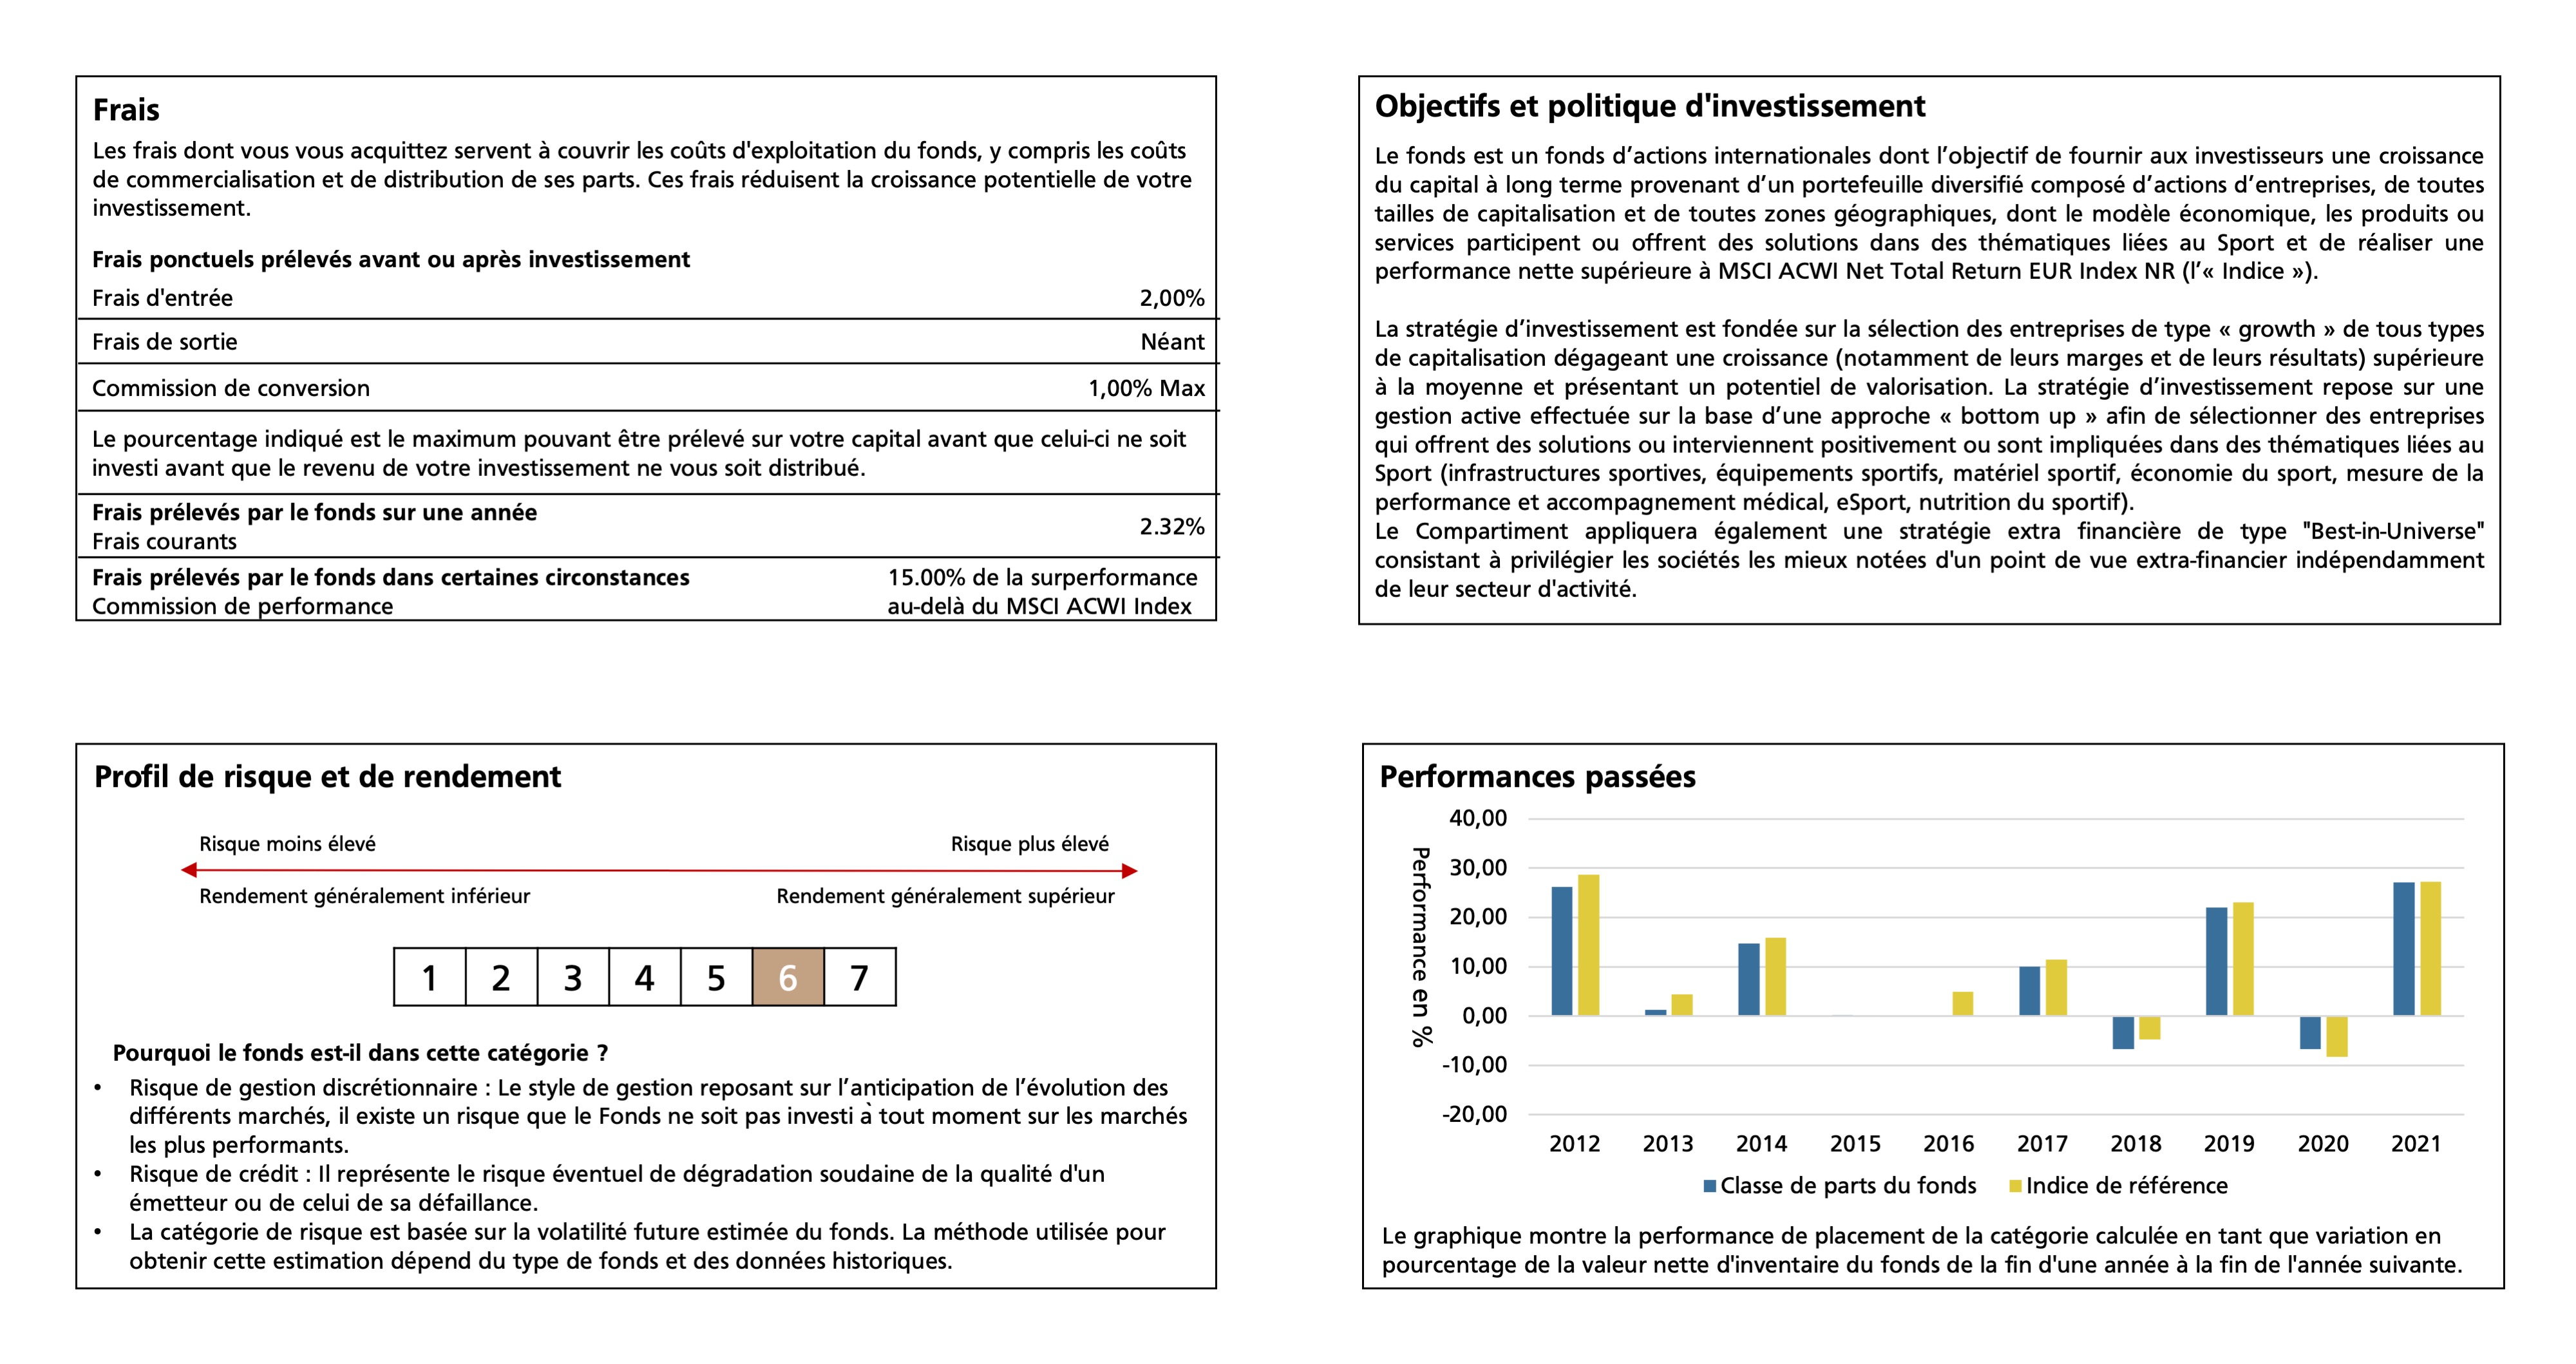 Frais
Les frais dont vous vous acquittez servent à couvrir les coûts d'exploitation du fonds, y compris les coûts
de commercialisation et de distribution de ses parts. Ces frais réduisent la croissance potentielle de votre
investissement.
Frais ponctuels prélevés avant ou après investissement
Frais d'entrée 2,00%
Frais de sortie Néant
Commission de conversion 1,00% Max
Le pourcentage indiqué est le maximum pouvant être prélevé sur votre capital avant que celui-ci ne soit
investi avant que le revenu de votre investissement ne vous soit distribué.
Frais prélevés par le fonds sur une année
Frais courants 2.32%
Frais prélevés par le fonds dans certaines circonstances 15.00% de la surperformance
Commission de performance au-delà du MSCI ACWI Index
Objectifs et politique d'investissement
Le fonds est un fonds d’actions internationales dont l’objectif de fournir aux investisseurs une croissance
du capital à long terme provenant d’un portefeuille diversifié composé d’actions d’entreprises, de toutes
tailles de capitalisation et de toutes zones géographiques, dont le modèle économique, les produits ou
services participent ou offrent des solutions dans des thématiques liées au Sport et de réaliser une
performance nette supérieure à MSCI ACWI Net Total Return EUR Index NR (l’« Indice »).
La stratégie d’investissement est fondée sur la sélection des entreprises de type « growth » de tous types
de capitalisation dégageant une croissance (notamment de leurs marges et de leurs résultats) supérieure
à la moyenne et présentant un potentiel de valorisation. La stratégie d’investissement repose sur une
gestion active effectuée sur la base d’une approche « bottom up » afin de sélectionner des entreprises
qui offrent des solutions ou interviennent positivement ou sont impliquées dans des thématiques liées au
Sport (infrastructures sportives, équipements sportifs, matériel sportif, économie du sport, mesure de la
performance et accompagnement médical, eSport, nutrition du sportif).
Le Compartiment appliquera également une stratégie extra financière de type "Best-in-Universe"
consistant à privilégier les sociétés les mieux notées d'un point de vue extra-financier indépendamment
de leur secteur d'activité.
Profil de risque et de rendement
Risque moins élevé Risque plus élevé
Rendement généralement inférieur Rendement généralement supérieur
1 2 3 4 5 6 7
Pourquoi le fonds est-il dans cette catégorie ?
• Risque de gestion discrétionnaire : Le style de gestion reposant sur l’anticipation de l’évolution des
différents marchés, il existe un risque que le Fonds ne soit pas investi à tout moment sur les marchés
les plus performants.
• Risque de crédit : Il représente le risque éventuel de dégradation soudaine de la qualité d'un
émetteur ou de celui de sa défaillance.
• La catégorie de risque est basée sur la volatilité future estimée du fonds. La méthode utilisée pour
obtenir cette estimation dépend du type de fonds et des données historiques.
Performances passées
Performance en %
40,00
30,00
20,00
10,00
0,00
-10,00
-20,00
2012 2013 2014 2015 2016 2017 2018 2019 2020 2021
Classe de parts du fonds Indice de référence
Le graphique montre la performance de placement de la catégorie calculée en tant que variation en
pourcentage de la valeur nette d'inventaire du fonds de la fin d'une année à la fin de l'année suivante.